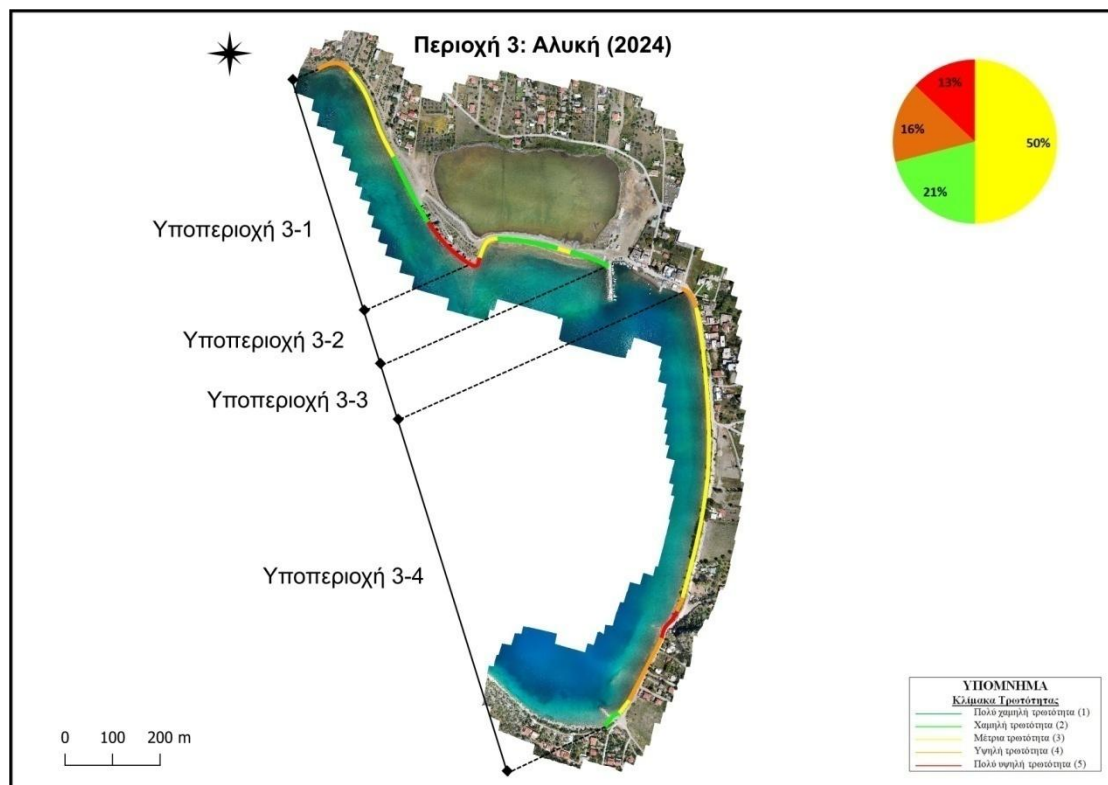 Περιοχή 3: Αλυκή (2024)
13%
16%
50%
21%
Υποπεριοχή 3-1
Υποπεριοχή 3-2
Υποπεριοχή 3-3
Υποπεριοχή 3-4
0 100 200 m
ΥΠΟΜΝΗΜΑ
Κλίμακα Τρωτότητας
Πολύ χαμηλή τρωτότητα (1)
Χαμηλή τρωτότητα (2)
Μέτρια τρωτότητα (3)
Υψηλή τρωτότητα (4)
Πολύ υψηλή τρωτότητα (5)